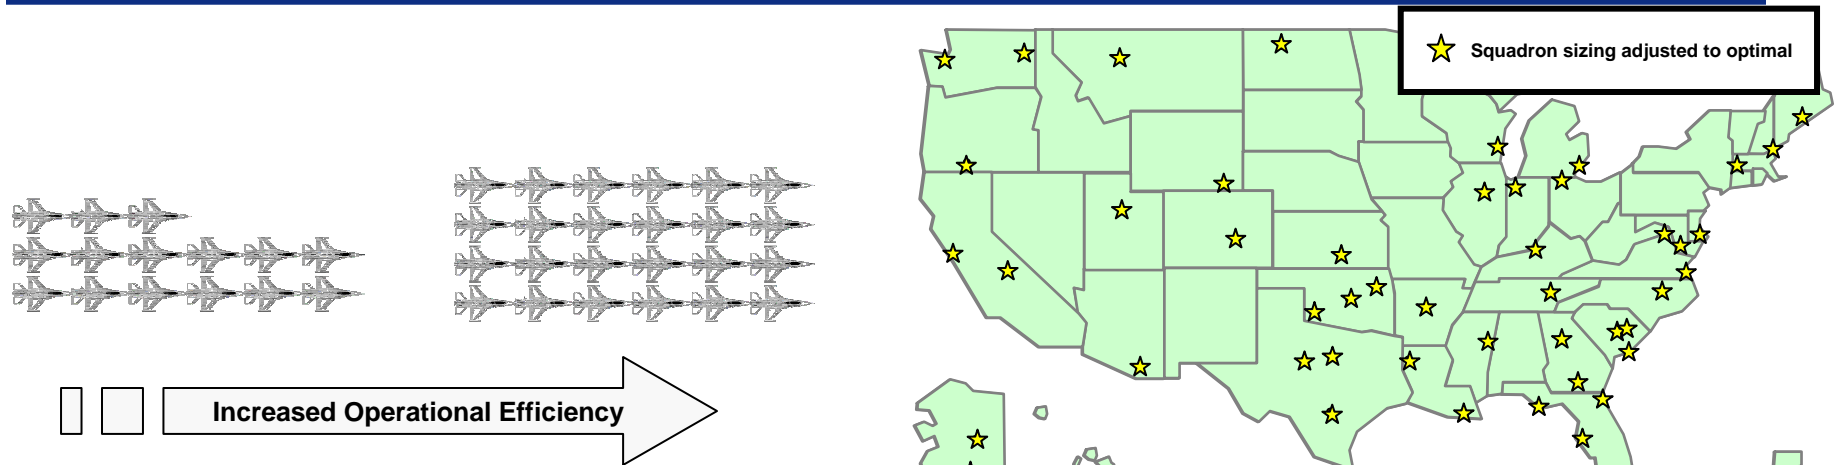 Squadron sizing adjusted to optimal
Increased Operational Efficiency